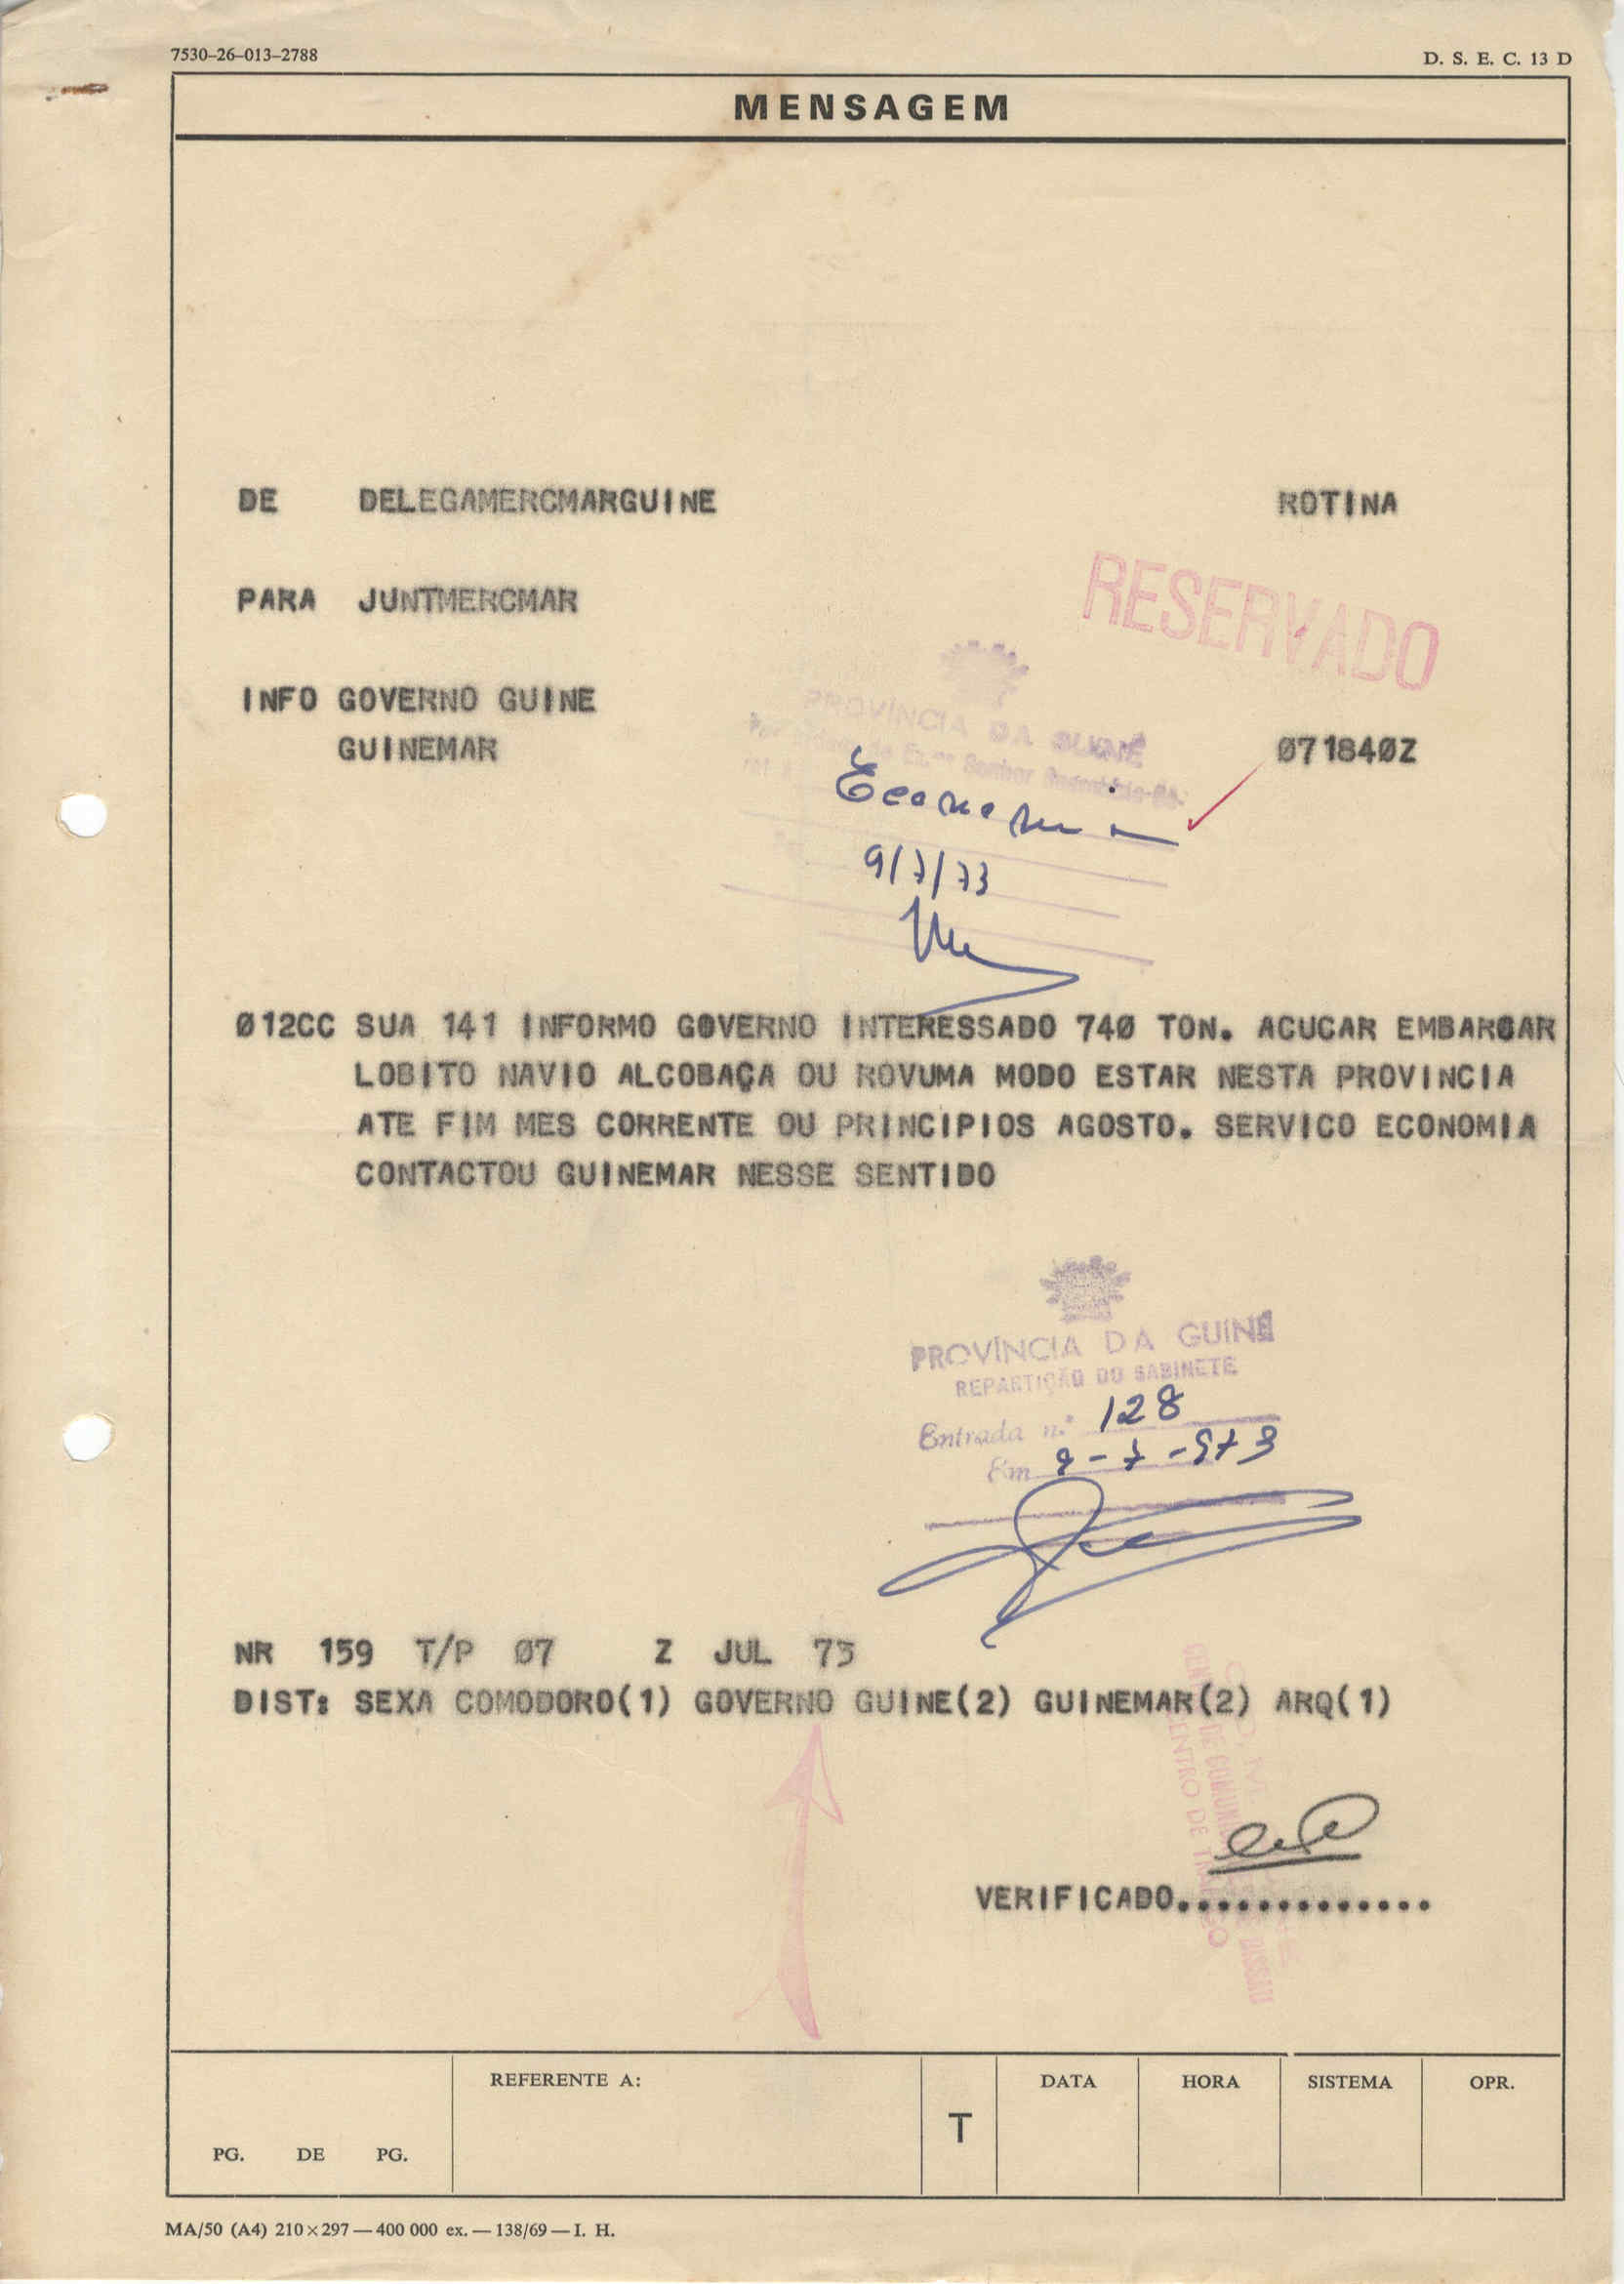 7530-26-013-2788 D. S. E. C. 13 D
MENSAGEM
DE DELEGAMERCMARGUINE ROTINA
RESERVADO
PARA JUNTMERCMAR
INFO GOVERNO GUINE
PROVÍNCIA DA GUINÉ
GUINEMAR Ø7184ØZ
Economia
9/7/73
Ø12CC SUA 141 INFORMO GOVERNO INTERESSADO 74Ø TON. ACUCAR EMBARCAR
LOBITO NAVIO ALCOBAÇA OU ROVUMA MODO ESTAR NESTA PROVINCIA
ATE FIM MES CORRENTE OU PRINCIPIOS AGOSTO. SERVICO ECONOMIA
CONTACTOU GUINEMAR NESSE SENTIDO
PROVÍNCIA DA GUINÉ
REPARTIÇÃO DO GABINETE
Entrada n.º 128
Em 9-7-973
NR 159 T/P Ø7 Z JUL 73
DIST: SEXA COMODORO(1) GOVERNO GUINE(2) GUINEMAR(2) ARQ(1)
VERIFICADO.............
REFERENTE A: DATA HORA SISTEMA OPR.
T
PG. DE PG.
MA/50 (A4) 210×297 — 400 000 ex. — 138/69 — I. H.